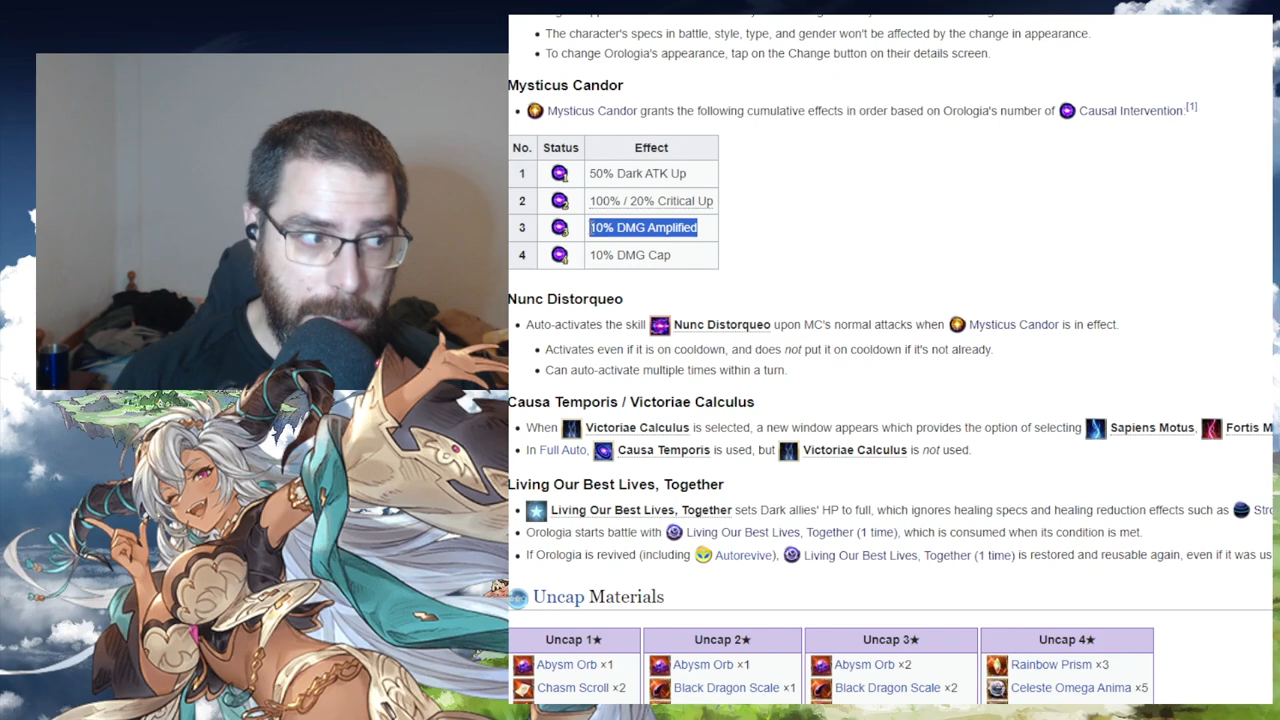 The character's specs in battle, style, type, and gender won't be affected by the change in appearance.
To change Orologia's appearance, tap on the Change button on their details screen.
Mysticus Candor
Mysticus Candor grants the following cumulative effects in order based on Orologia's number of Causal Intervention.[1]
No. Status Effect
1 1 50% Dark ATK Up
2 2 100% / 20% Critical Up
3 3 10% DMG Amplified
4 4 10% DMG Cap
Nunc Distorqueo
Auto-activates the skill Nunc Distorqueo upon MC's normal attacks when Mysticus Candor is in effect.
Activates even if it is on cooldown, and does not put it on cooldown if it's not already.
Can auto-activate multiple times within a turn.
Causa Temporis / Victoriae Calculus
When Victoriae Calculus is selected, a new window appears which provides the option of selecting Sapiens Motus, Fortis M
In Full Auto, Causa Temporis is used, but Victoriae Calculus is not used.
Living Our Best Lives, Together
Living Our Best Lives, Together sets Dark allies' HP to full, which ignores healing specs and healing reduction effects such as Stro
Orologia starts battle with Living Our Best Lives, Together (1 time), which is consumed when its condition is met.
If Orologia is revived (including Autorevive), Living Our Best Lives, Together (1 time) is restored and reusable again, even if it was us
Uncap Materials
Uncap 1★ Uncap 2★ Uncap 3★ Uncap 4★
Abysm Orb ×1 Abysm Orb ×1 Abysm Orb ×2 Rainbow Prism ×3
Chasm Scroll ×2 Black Dragon Scale ×1 Black Dragon Scale ×2 Celeste Omega Anima ×5